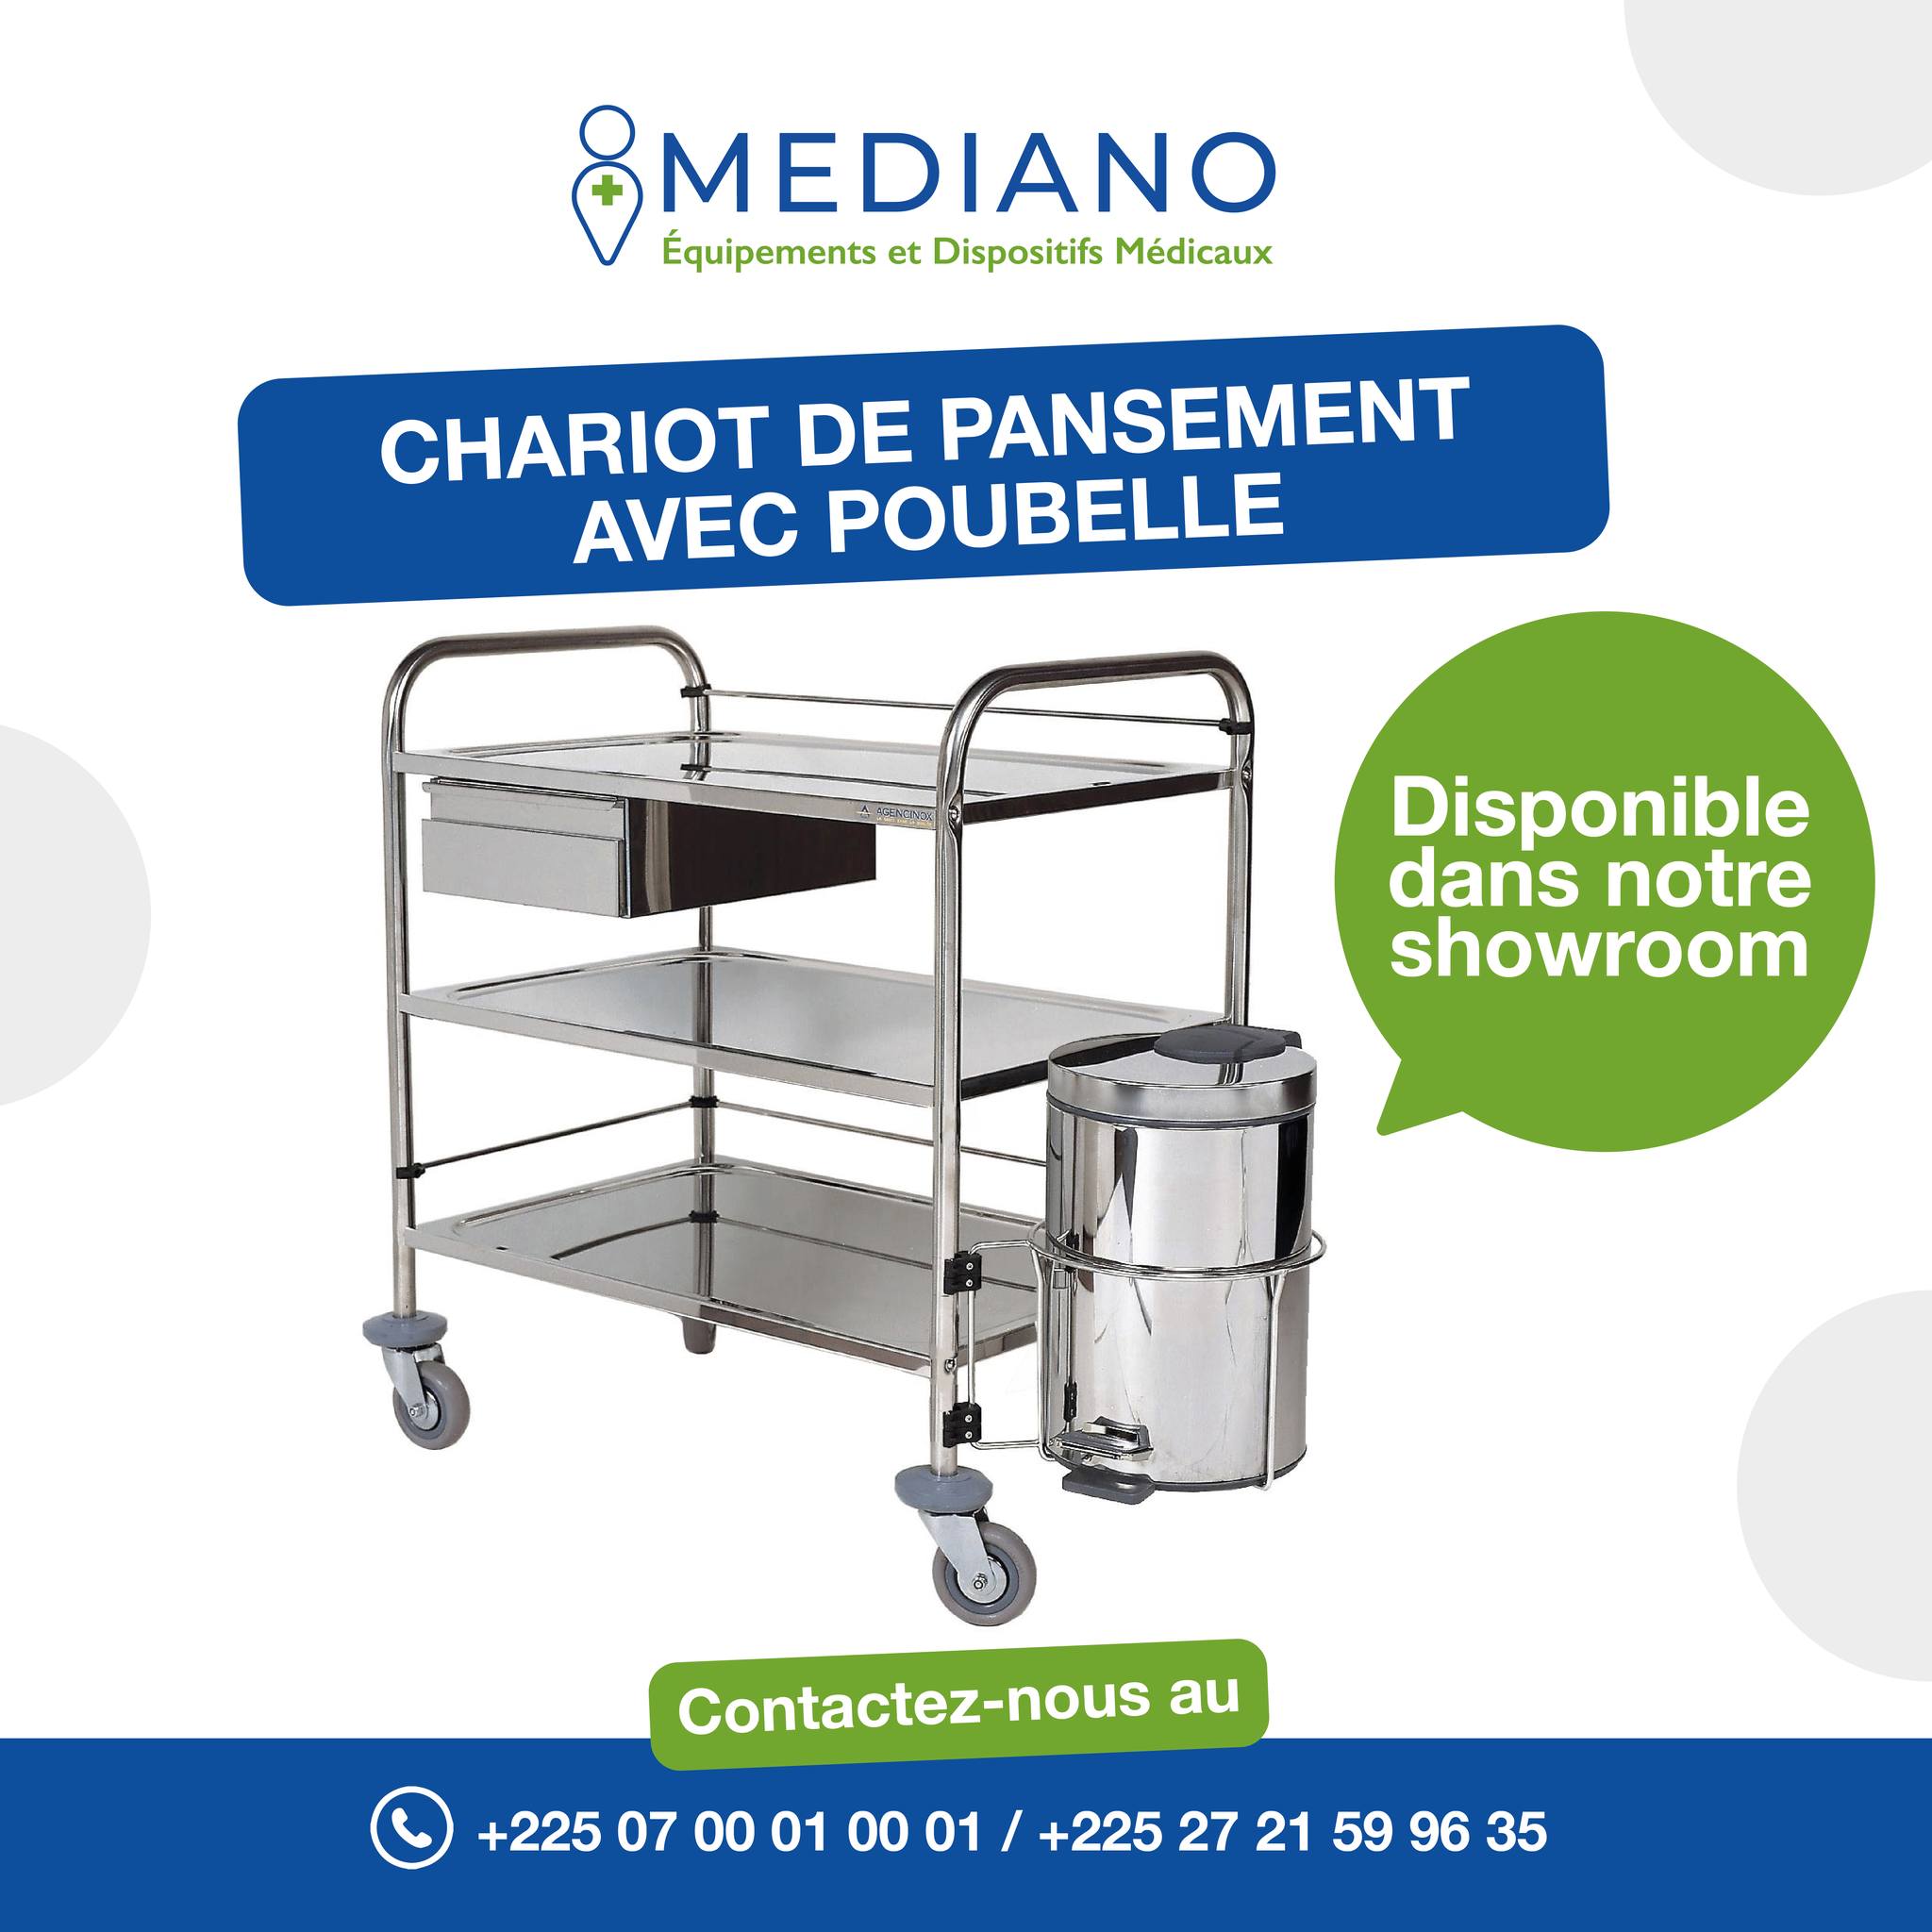 MEDIANO
Équipements et Dispositifs Médicaux
CHARIOT DE PANSEMENT
AVEC POUBELLE
AGENCINOX
Disponible
dans notre
showroom
Contactez-nous au
+225 07 00 01 00 01 / +225 27 21 59 96 35